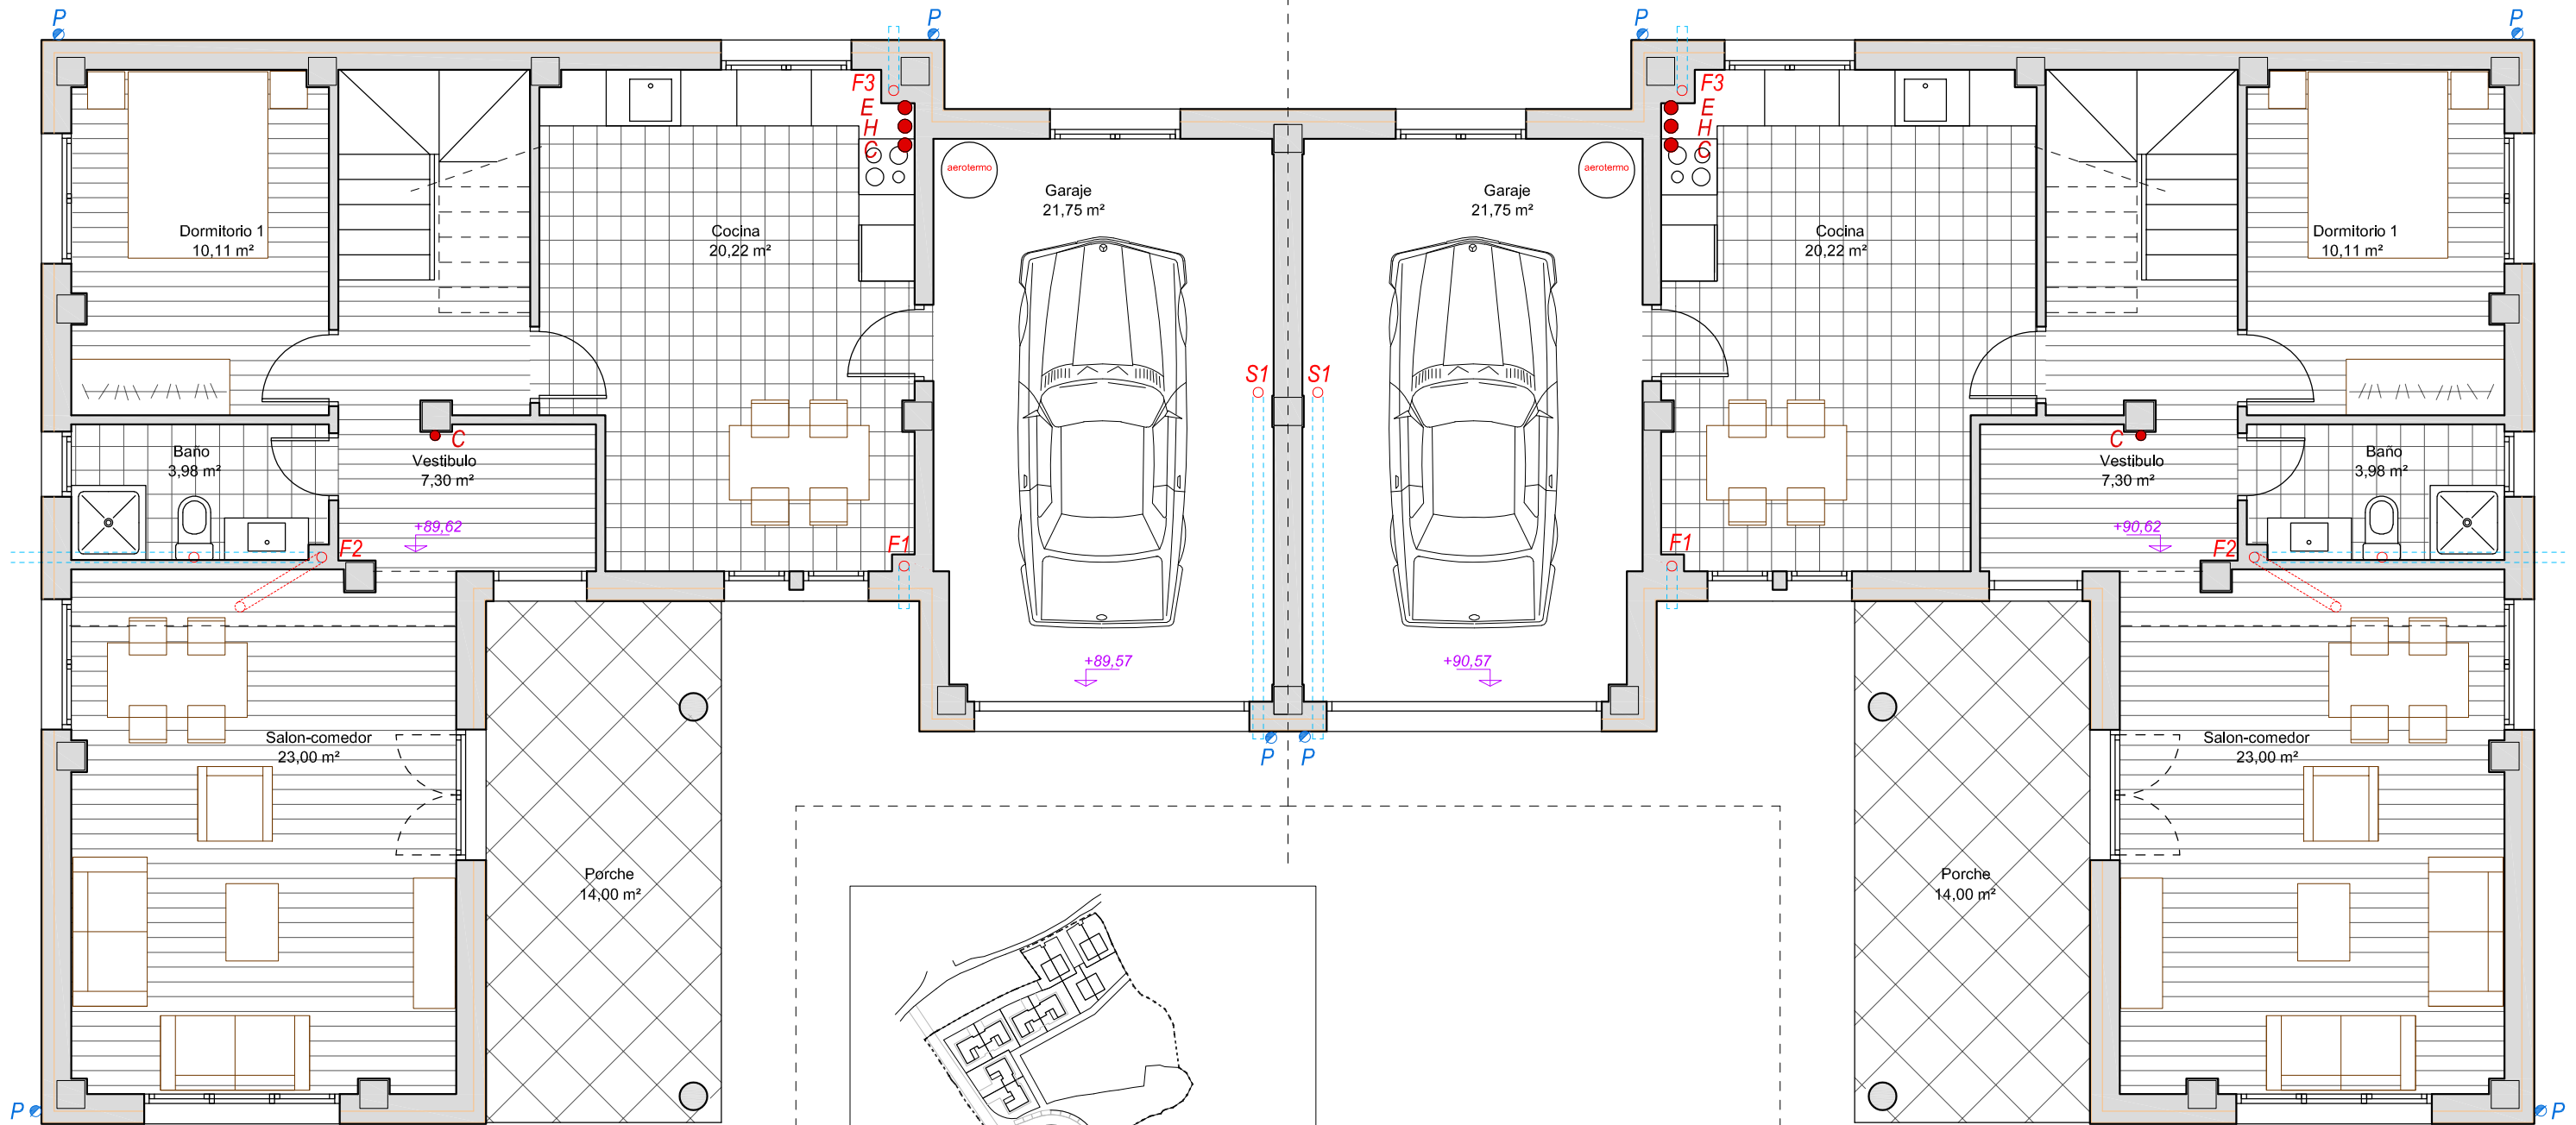 P
P
P
P
F3
E
H
C
F3
E
H
C
aerotermo
aerotermo
Garaje
21,75 m²
Garaje
21,75 m²
Dormitorio 1
10,11 m²
Cocina
20,22 m²
Cocina
20,22 m²
Dormitorio 1
10,11 m²
S1
S1
C
C
Baño
3,98 m²
Vestibulo
7,30 m²
Vestibulo
7,30 m²
Baño
3,98 m²
+89,62
+90,62
F2
F1
F1
F2
+89,57
+90,57
Salon-comedor
23,00 m²
P
P
Salon-comedor
23,00 m²
Porche
14,00 m²
Porche
14,00 m²
P
P